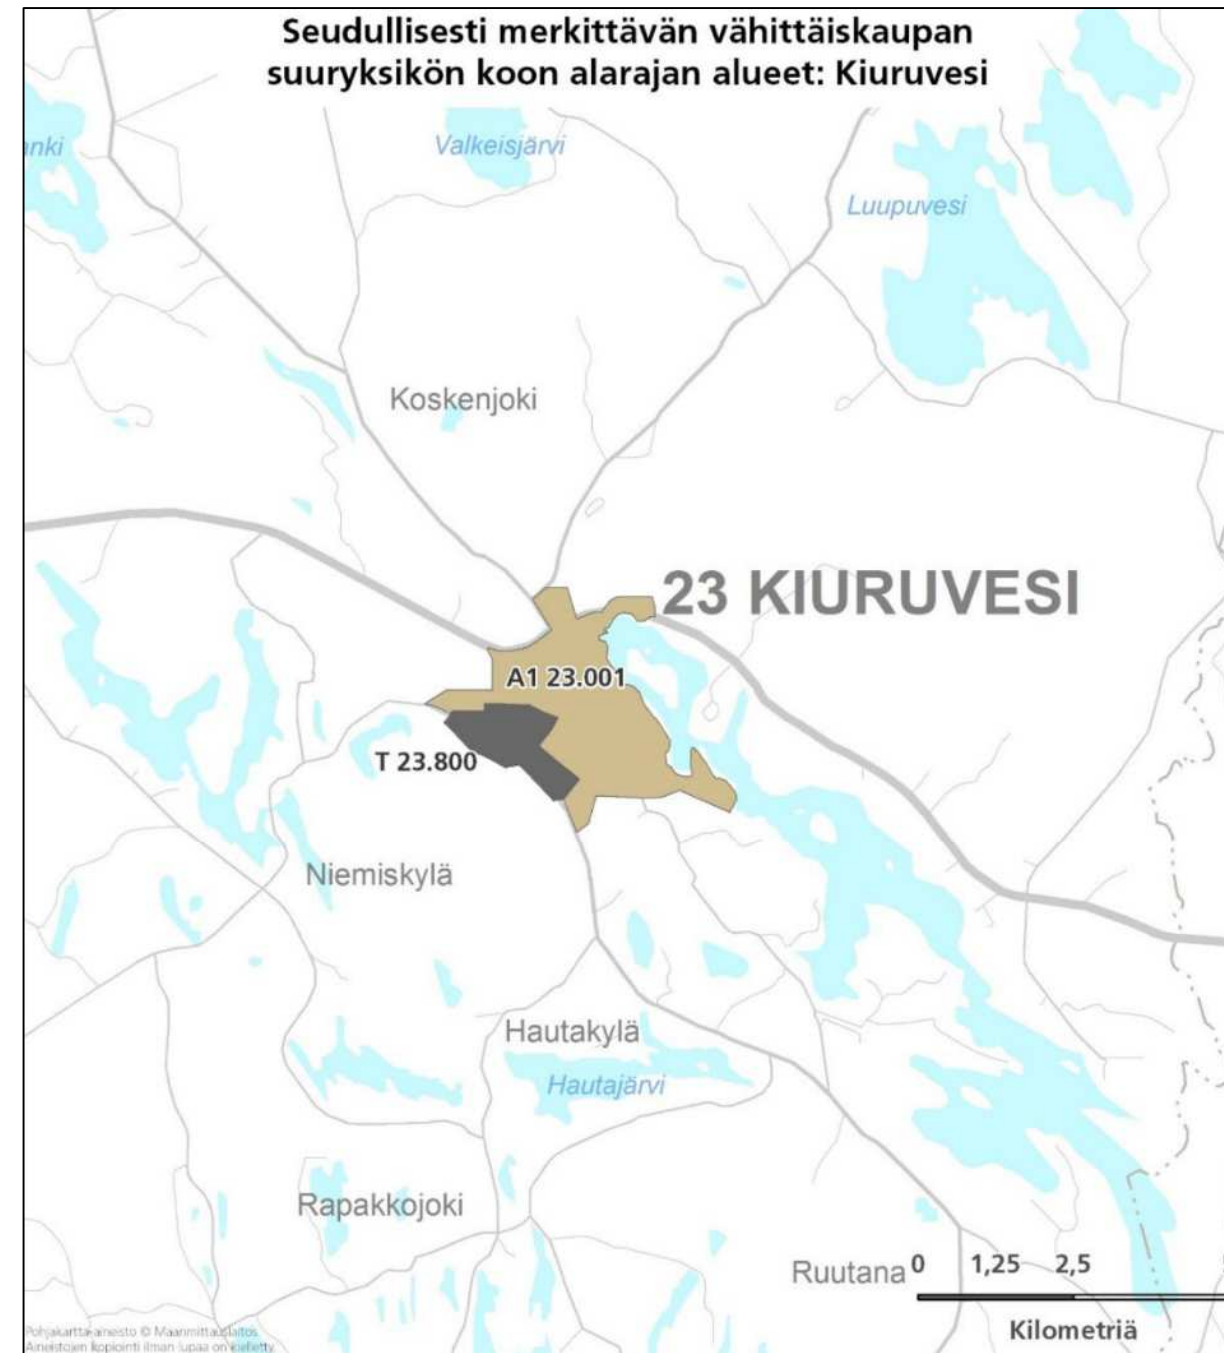 Seudullisesti merkittävän vähittäiskaupan
suuryksikön koon alarajan alueet: Kiuruvesi
Valkeisjärvi
nki
Luupuvesi
Koskenjoki
23 KIURUVESI
A1 23.001
T 23.800
Niemiskylä
Hautakylä
Hautajärvi
Rapakkojoki
Ruutana
0 1,25 2,5
Kilometriä
Pohjakartta-aineisto © Maanmittauslaitos
Aineistojen kopiointi ilman lupaa on kielletty.